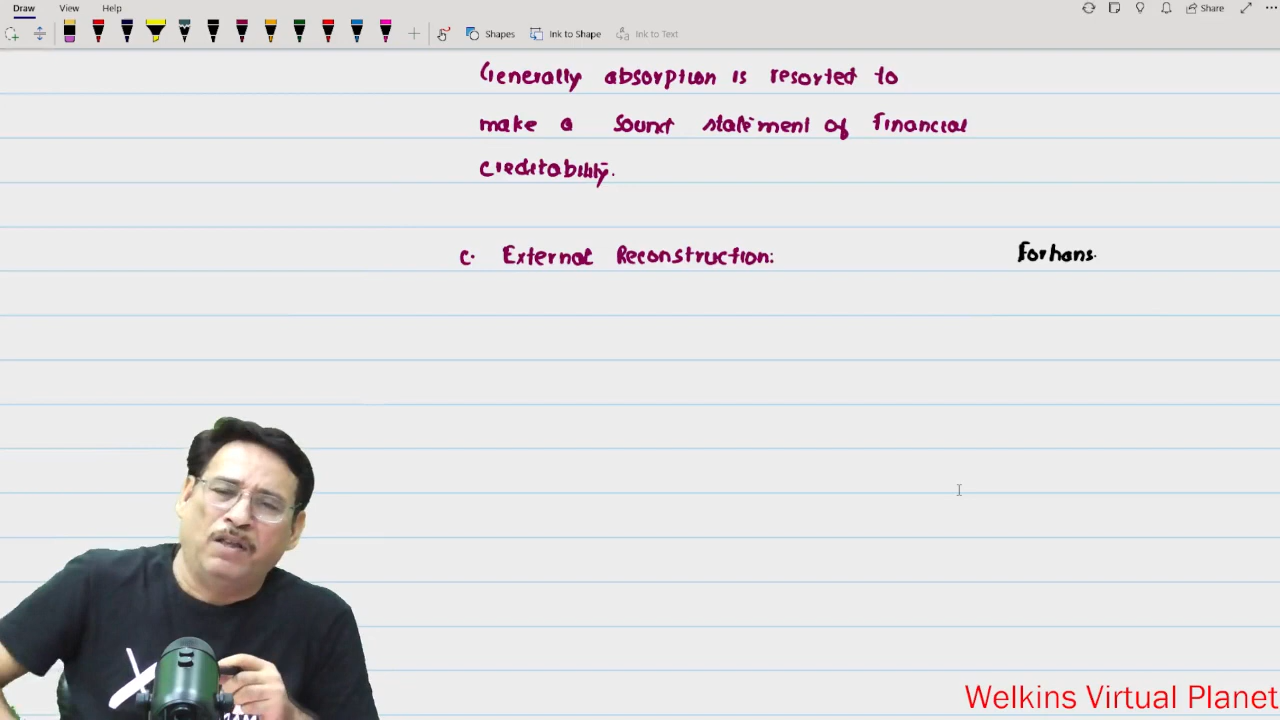 Draw View Help
Shapes Ink to Shape Ink to Text Share
Generally absorption is resorted to
make a sound statement of financial
creditability.
c. External Reconstruction: Forhans.
Welkins Virtual Planet